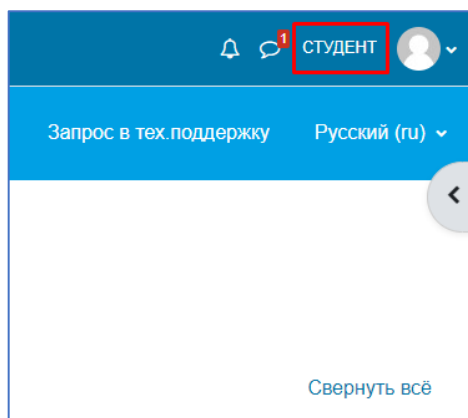 1
СТУДЕНТ
Запрос в тех.поддержку
Русский (ru)
Свернуть всё